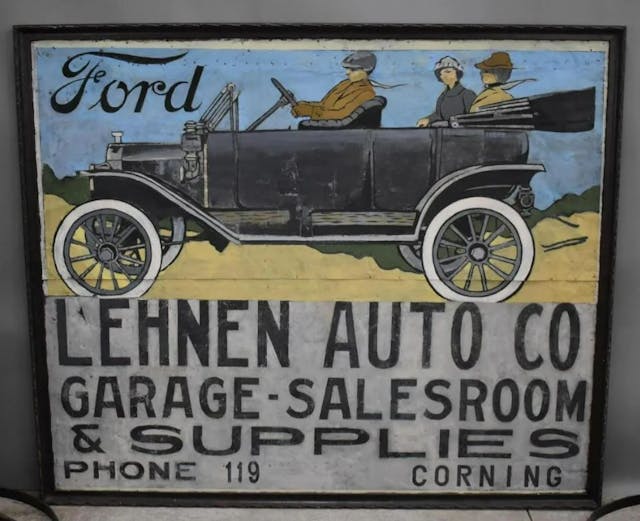 Ford
LEHNEN AUTO CO
GARAGE-SALESROOM
& SUPPLIES
PHONE 119 CORNING